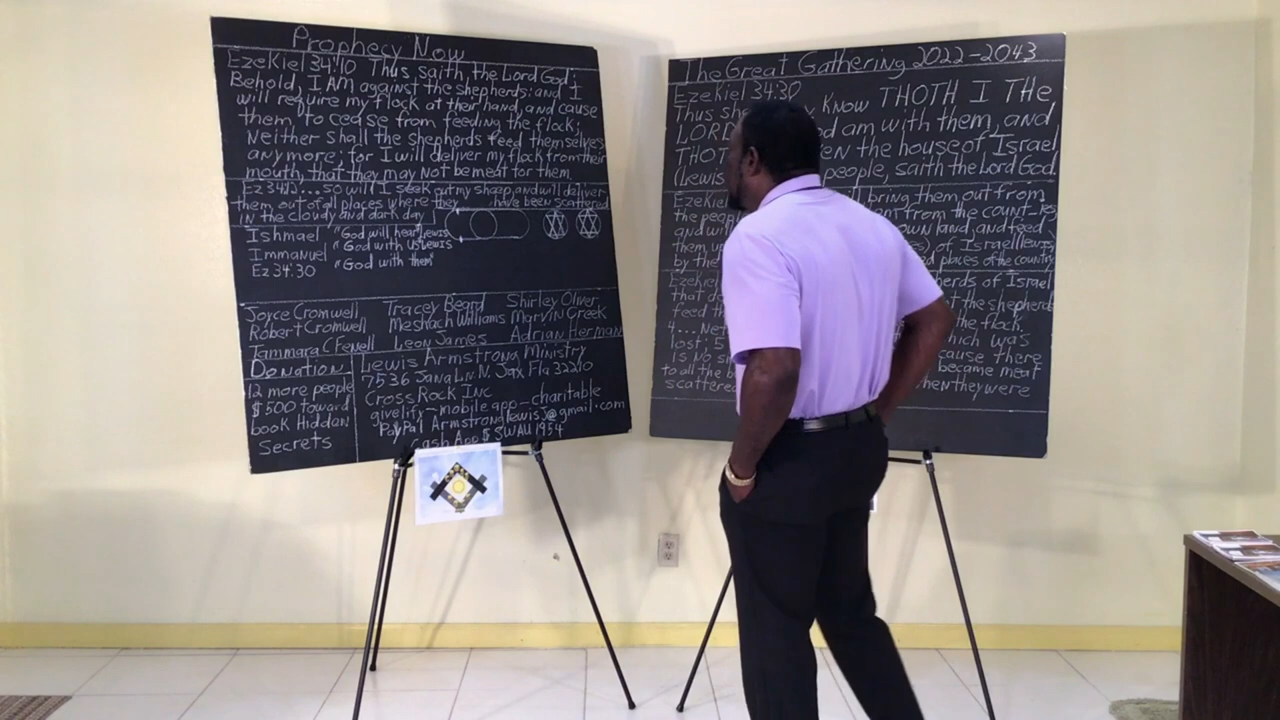 Prophecy Now
Ezekiel 34:10 Thus saith, the Lord God;
Behold, I AM against the shepherds; and I
will require my flock at their hand, and cause
them to cease from feeding the flock;
Neither shall the shepherds feed themselves
anymore; for I will deliver my flock from their
mouth, that they may not be meat for them.
Ez 34:12...so will I seek out my sheep, and will deliver
them out of all places where they have been scattered
in the cloudy and dark day
Ishmael "God will hear" Lewis
Immanuel "God with Us" Lewis
Ez 34:30 "God with them"
Joyce Cromwell Tracey Beard Shirley Oliver
Robert Cromwell Meshach Williams Marvin Creek
Tammara C Fenell Leon James Adrian Herman
Donation
12 more people
$500 toward
book Hidden
Secrets
Lewis Armstrong Ministry
7536 Jana Ln. N. Jax Fla 32210
Cross Rock Inc
givelify-mobile app-charitable
PayPal Armstronglewisj@gmail.com
Cash App $ SWAU1954
The Great Gathering 2022-2043
Ezekiel 34:30
Thus Know THOTH I THe
LORD am with them, and
THOT the house of Israel
(Lewis people, saith the Lord God.
Ezekiel will bring them out from
the from the count-
and own land, and feed
them of Israel (lewis
by the places of the country
Ezekiel of Israel
that the shepherds
feed the flock,
4... which was
lost; 5 cause there
is no became meat
to all the
scattered they were